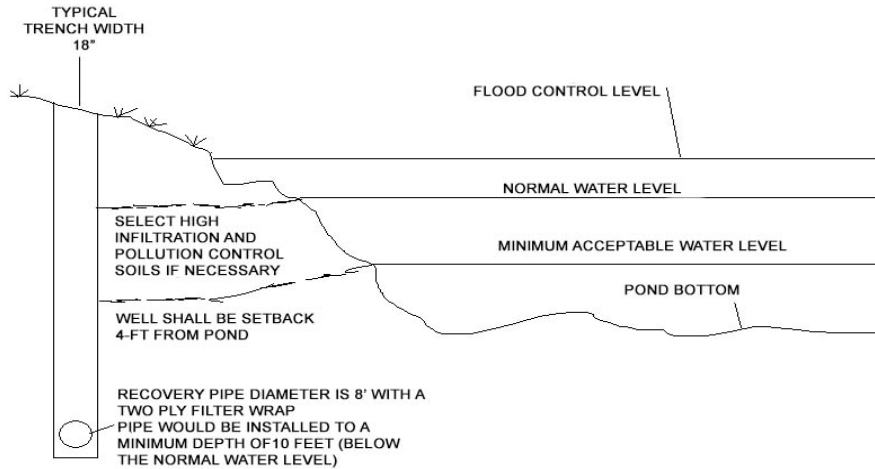 TYPICAL
TRENCH WIDTH
18"
FLOOD CONTROL LEVEL
NORMAL WATER LEVEL
SELECT HIGH
INFILTRATION AND
POLLUTION CONTROL
SOILS IF NECESSARY
MINIMUM ACCEPTABLE WATER LEVEL
POND BOTTOM
WELL SHALL BE SETBACK
4-FT FROM POND
RECOVERY PIPE DIAMETER IS 8' WITH A
TWO PLY FILTER WRAP
PIPE WOULD BE INSTALLED TO A
MINIMUM DEPTH OF10 FEET (BELOW
THE NORMAL WATER LEVEL)